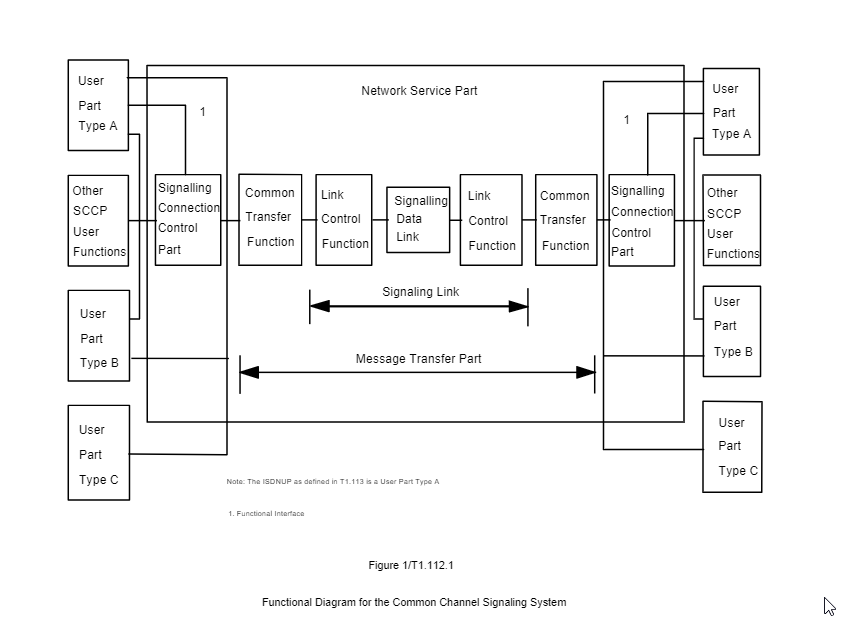 Network Service Part
User
Part
Type A
1
Other
SCCP
User
Functions
User
Part
Type B
User
Part
Type C
Signalling
Connection
Control
Part
Common
Transfer
Function
Link
Control
Function
Signalling
Data
Link
Link
Control
Function
Common
Transfer
Function
Signalling
Connection
Control
Part
1
User
Part
Type A
Other
SCCP
User
Functions
User
Part
Type B
User
Part
Type C
Signaling Link
Message Transfer Part
Note: The ISDNUP as defined in T1.113 is a User Part Type A
1. Functional Interface
Figure 1/T1.112.1
Functional Diagram for the Common Channel Signaling System